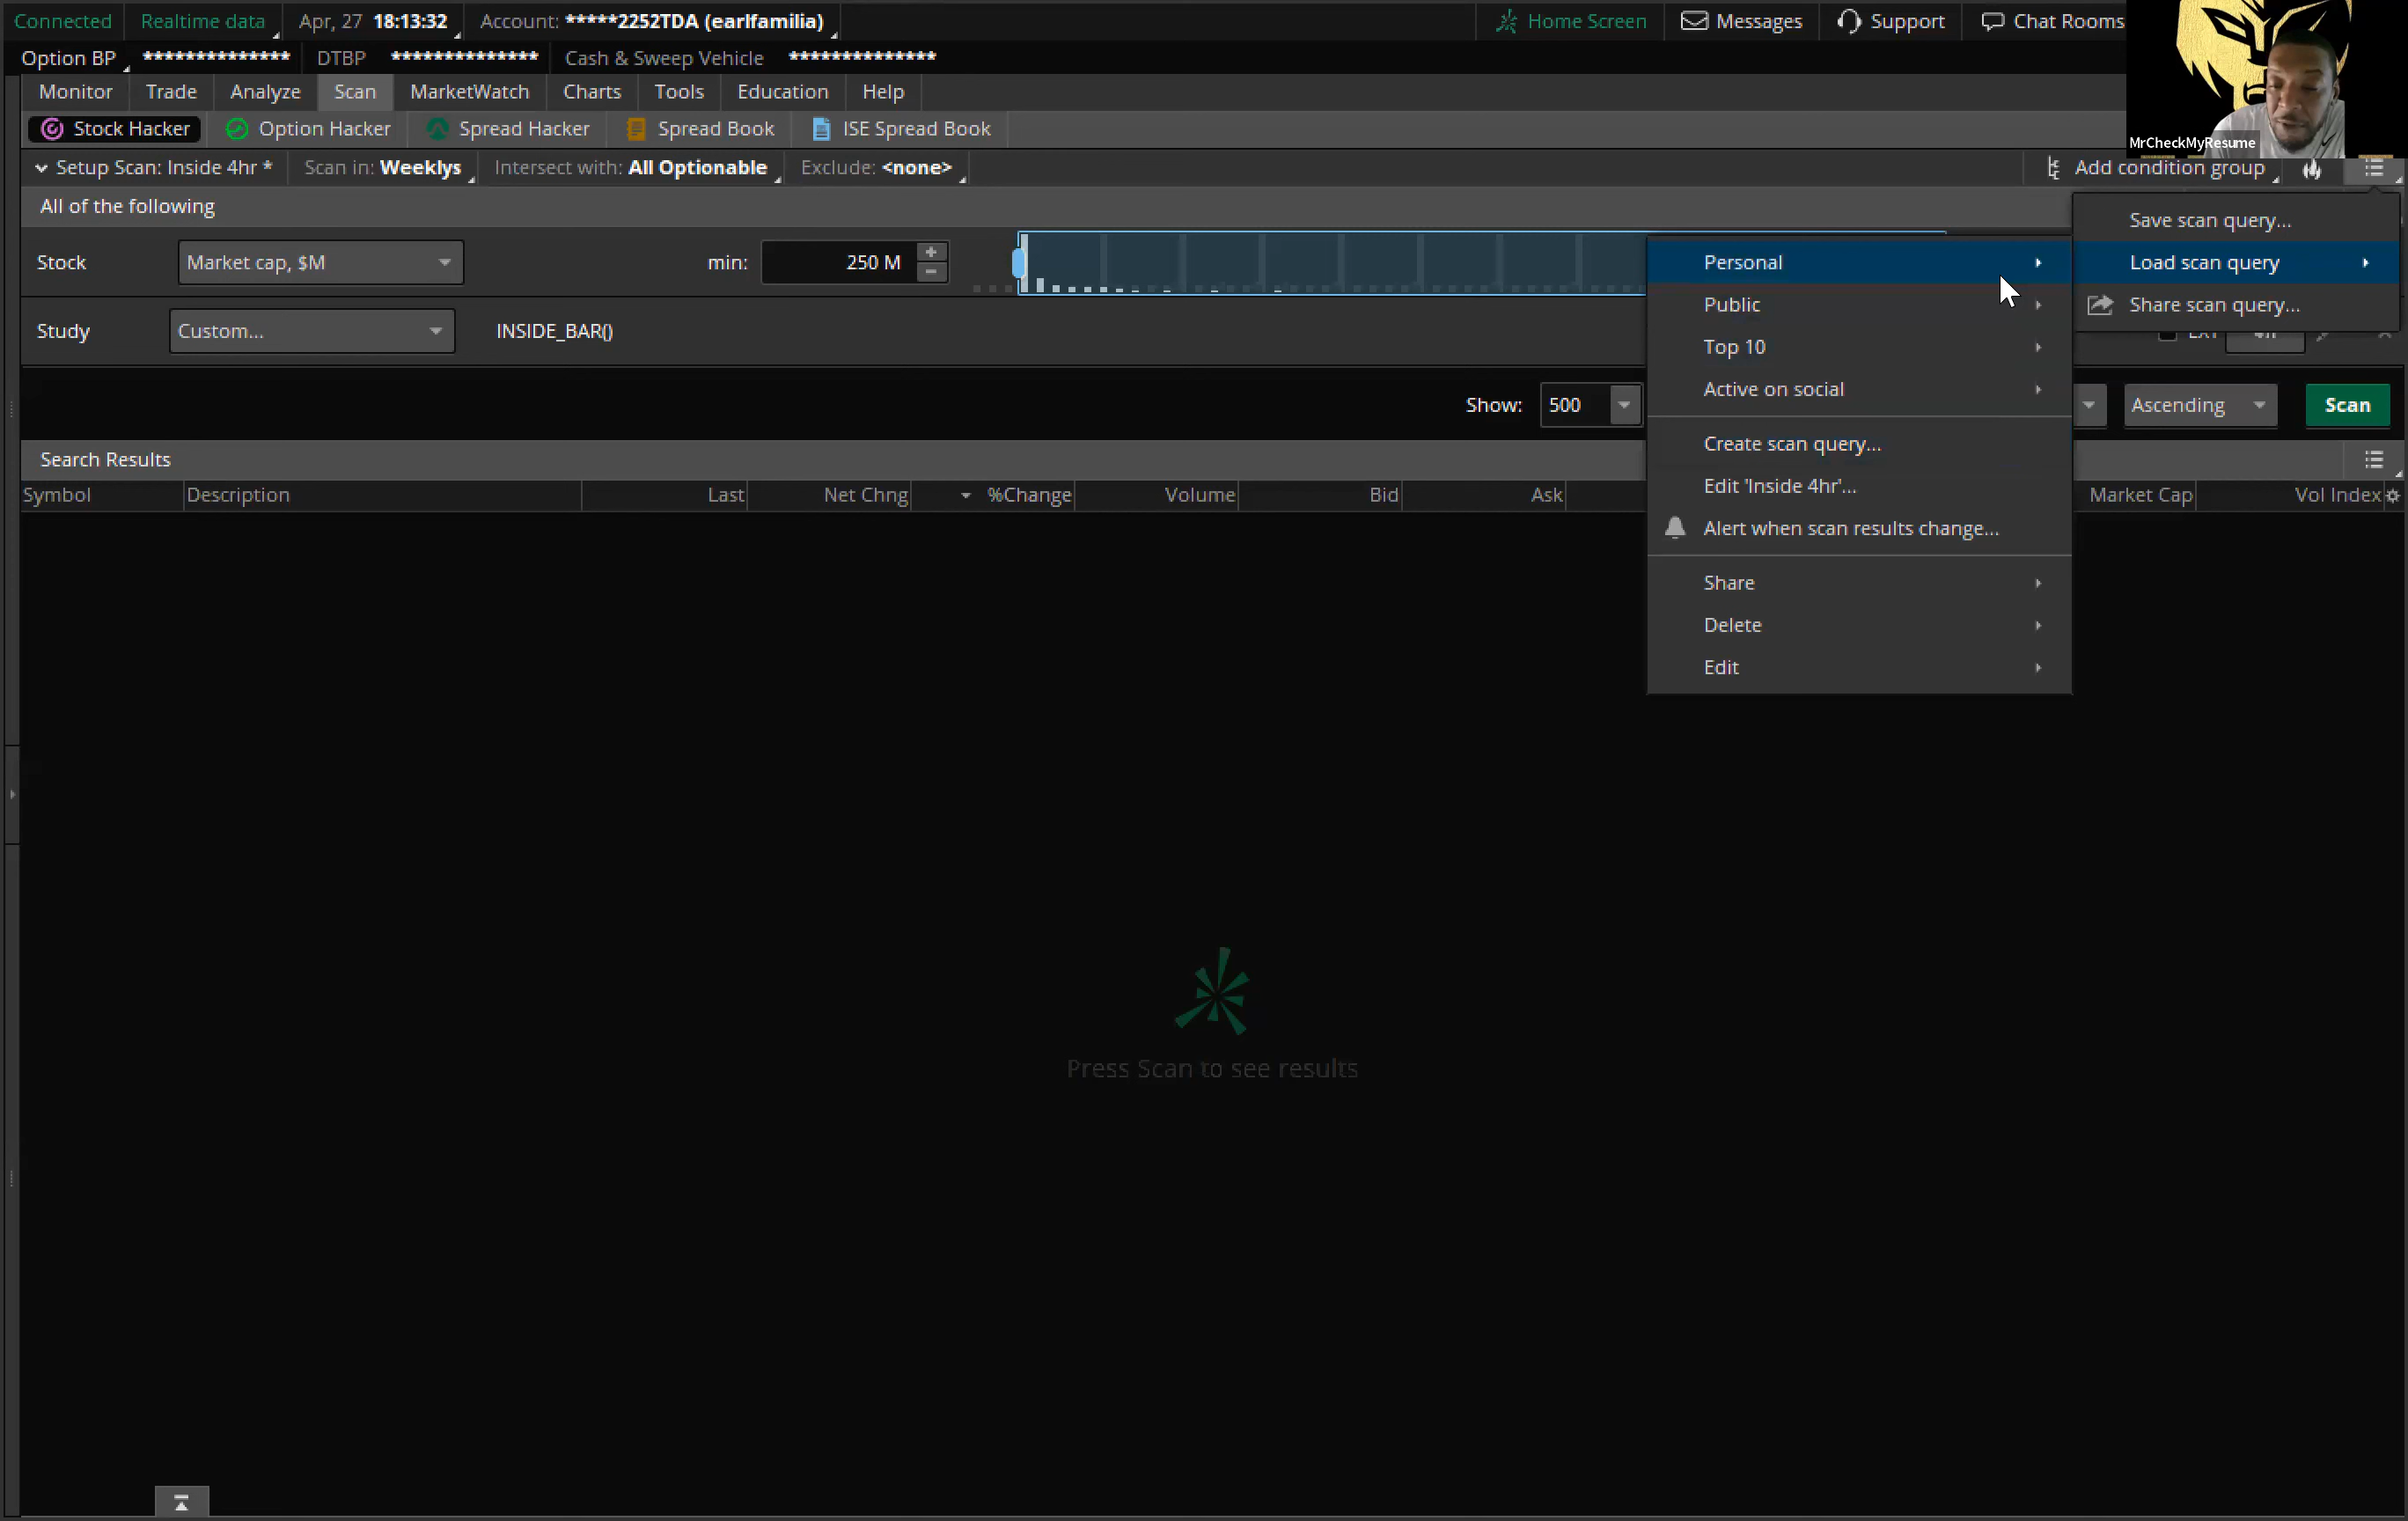 Connected Realtime data Apr, 27 18:13:32 Account: *****2252TDA (earlfamilia) Home Screen Messages Support Chat Rooms
Option BP ************** DTBP ************** Cash & Sweep Vehicle **************
Monitor Trade Analyze Scan MarketWatch Charts Tools Education Help
Stock Hacker Option Hacker Spread Hacker Spread Book ISE Spread Book
MrCheckMyResume
Setup Scan: Inside 4hr * Scan in: Weeklys Intersect with: All Optionable Exclude: <none> Add condition group
All of the following
Save scan query...
Stock Market cap, $M min: 250 M
Personal
Load scan query
Public
Share scan query...
Study Custom... INSIDE_BAR()
Top 10
Active on social
Show: 500 Ascending Scan
Create scan query...
Search Results
Edit 'Inside 4hr'...
Symbol Description Last Net Chng %Change Volume Bid Ask Market Cap Vol Index
Alert when scan results change...
Share
Delete
Edit
Press Scan to see results